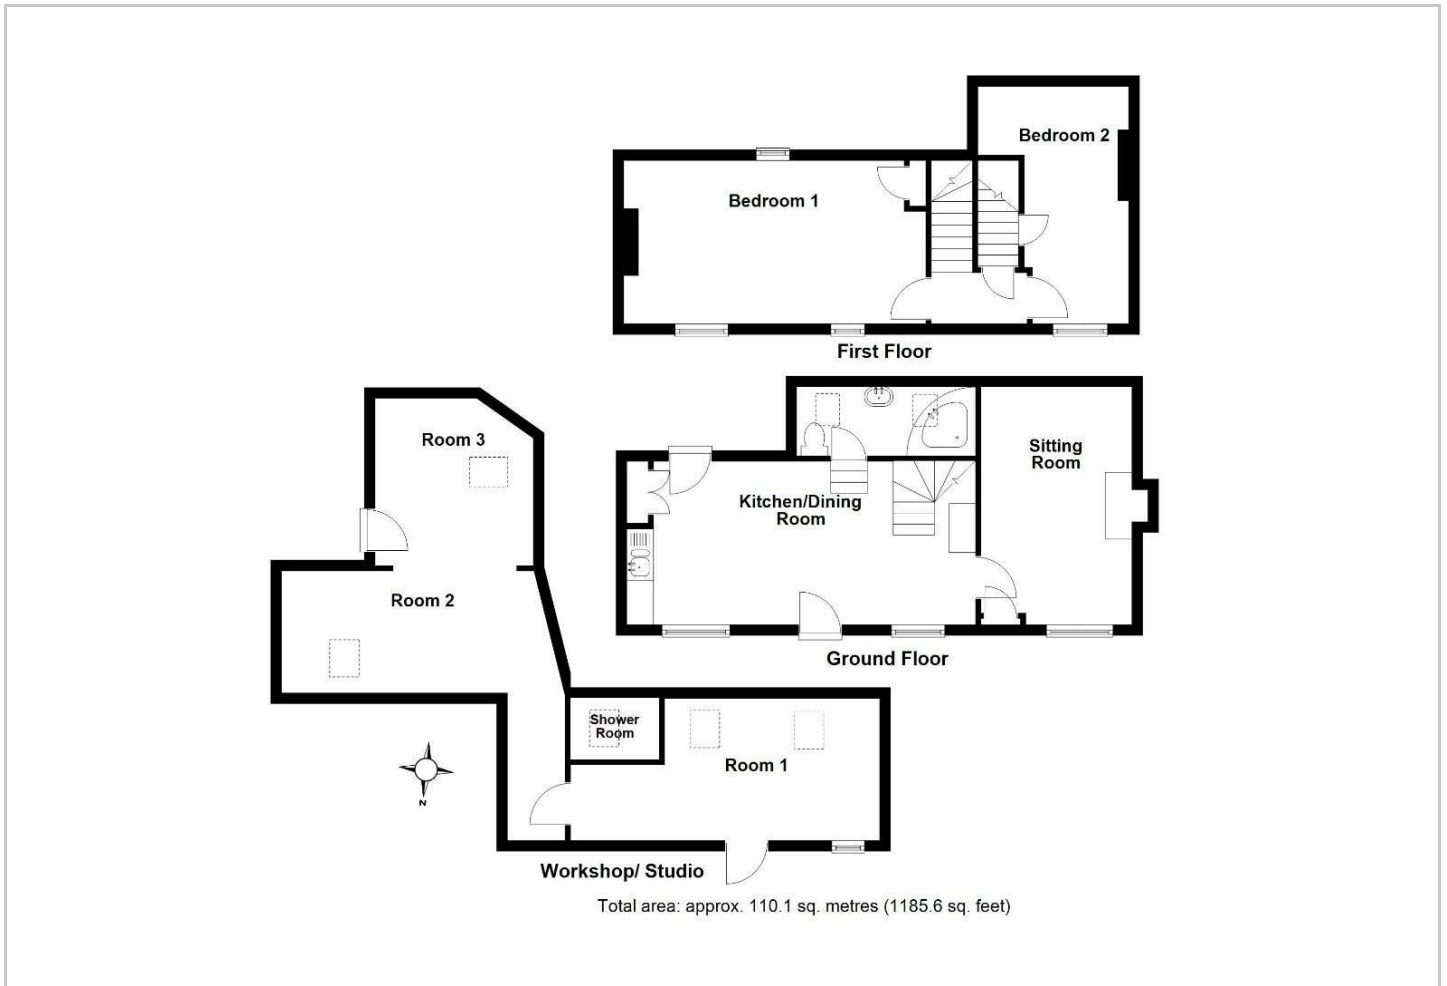 Bedroom 2
Bedroom 1
First Floor
Room 3
Sitting
Room
Kitchen/Dining
Room
Room 2
Ground Floor
Shower
Room
Room 1
N
Workshop/ Studio
Total area: approx. 110.1 sq. metres (1185.6 sq. feet)